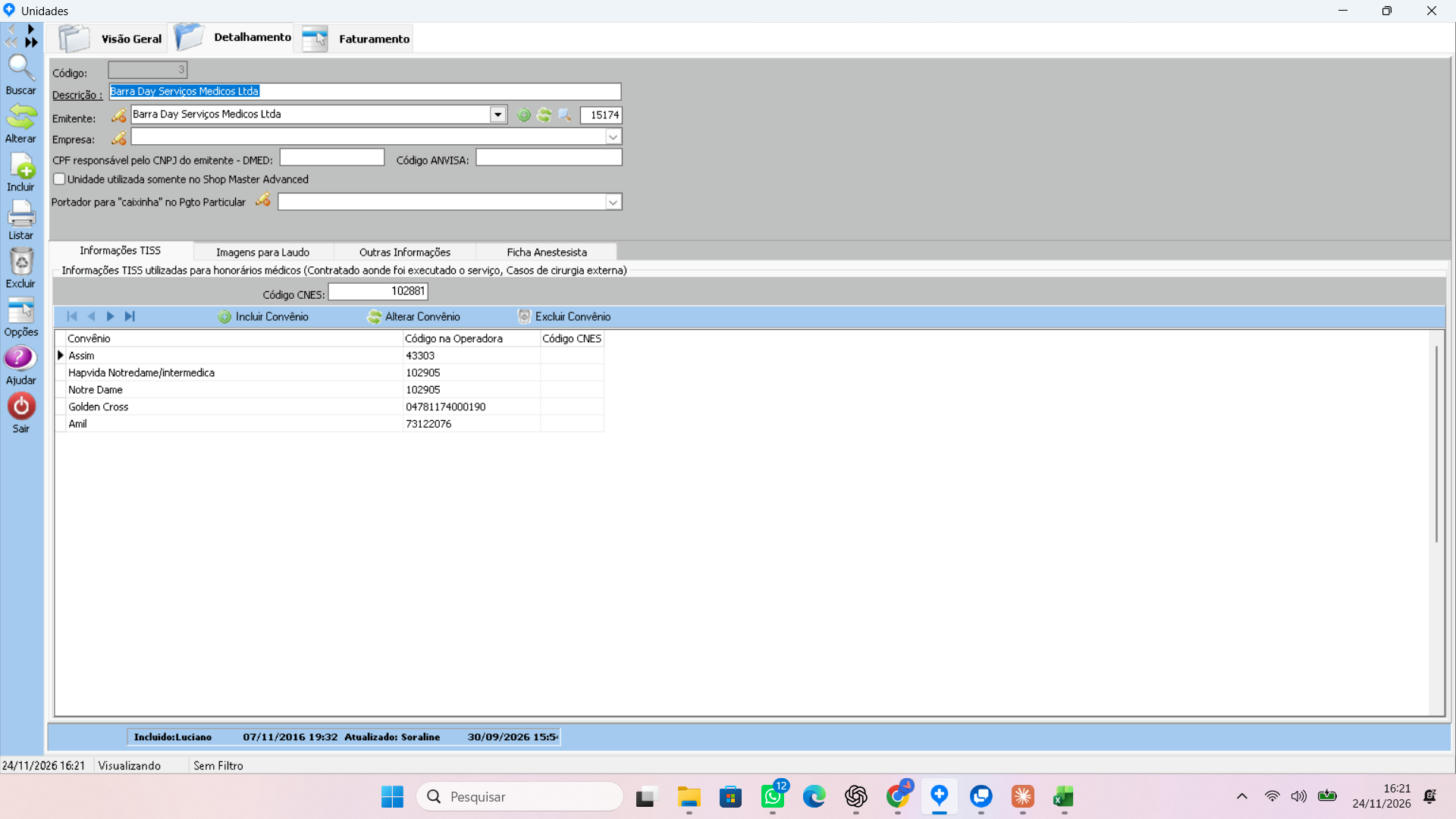 Unidades
Visão Geral Detalhamento Faturamento
Buscar
Alterar
Incluir
Listar
Excluir
Opções
Ajudar
Sair
Código: 3
Descrição : Barra Day Serviços Medicos Ltda
Emitente: Barra Day Serviços Medicos Ltda 15174
Empresa:
CPF responsável pelo CNPJ do emitente - DMED: Código ANVISA:
Unidade utilizada somente no Shop Master Advanced
Portador para "caixinha" no Pgto Particular
Informações TISS Imagens para Laudo Outras Informações Ficha Anestesista
Informações TISS utilizadas para honorários médicos (Contratado aonde foi executado o serviço, Casos de cirurgia externa)
Código CNES: 102881
Incluir Convênio Alterar Convênio Excluir Convênio
Convênio Código na Operadora Código CNES
Assim 43303
Hapvida Notredame/intermedica 102905
Notre Dame 102905
Golden Cross 04781174000190
Amil 73122076
Incluido:Luciano 07/11/2016 19:32 Atualizado: Soraline 30/09/2026 15:5
24/11/2026 16:21 Visualizando Sem Filtro
Pesquisar
12
16:21
24/11/2026